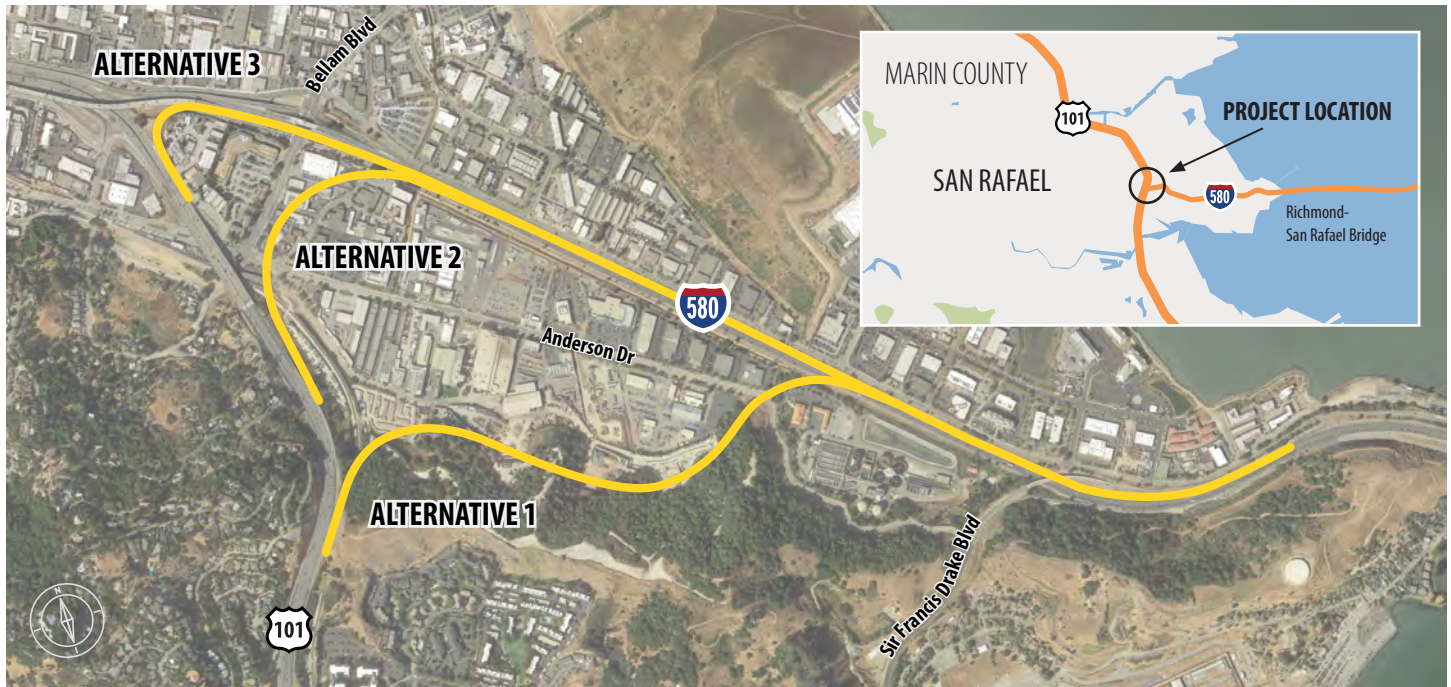 ALTERNATIVE 3
Bellam Blvd
ALTERNATIVE 2
580
Anderson Dr
ALTERNATIVE 1
Sir Francis Drake Blvd
101
N
MARIN COUNTY
101
PROJECT LOCATION
SAN RAFAEL
580
Richmond-
San Rafael Bridge